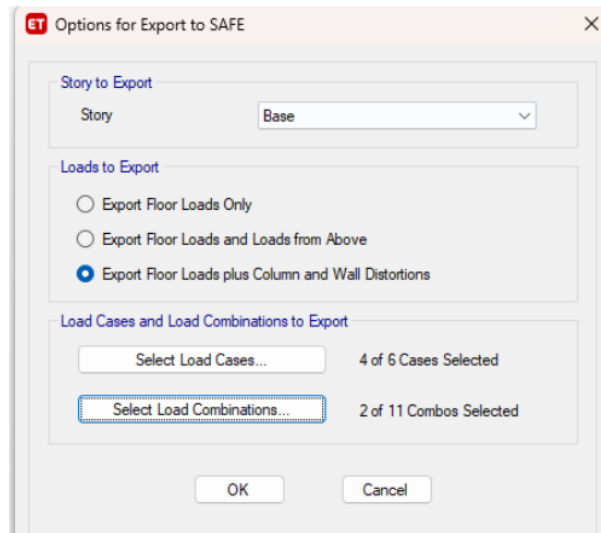 ET Options for Export to SAFE
Story to Export
Story Base
Loads to Export
Export Floor Loads Only
Export Floor Loads and Loads from Above
Export Floor Loads plus Column and Wall Distortions
Load Cases and Load Combinations to Export
Select Load Cases... 4 of 6 Cases Selected
Select Load Combinations... 2 of 11 Combos Selected
OK Cancel